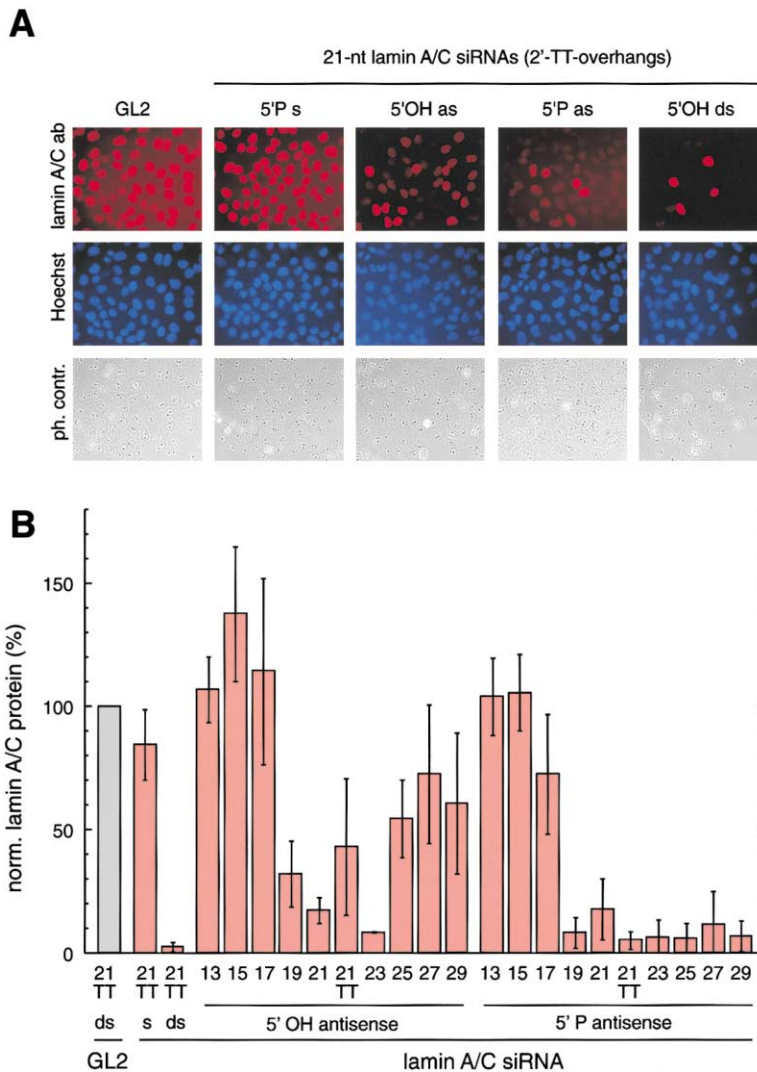 A
21-nt lamin A/C siRNAs (2'-TT-overhangs)
GL2 5'P s 5'OH as 5'P as 5'OH ds
lamin A/C ab
Hoechst
ph. contr.
B
norm. lamin A/C protein (%)
150
100
50
0
21 21 21 13 15 17 19 21 21 23 25 27 29 13 15 17 19 21 21 23 25 27 29
TT TT TT TT TT
ds s ds 5' OH antisense 5' P antisense
GL2 lamin A/C siRNA